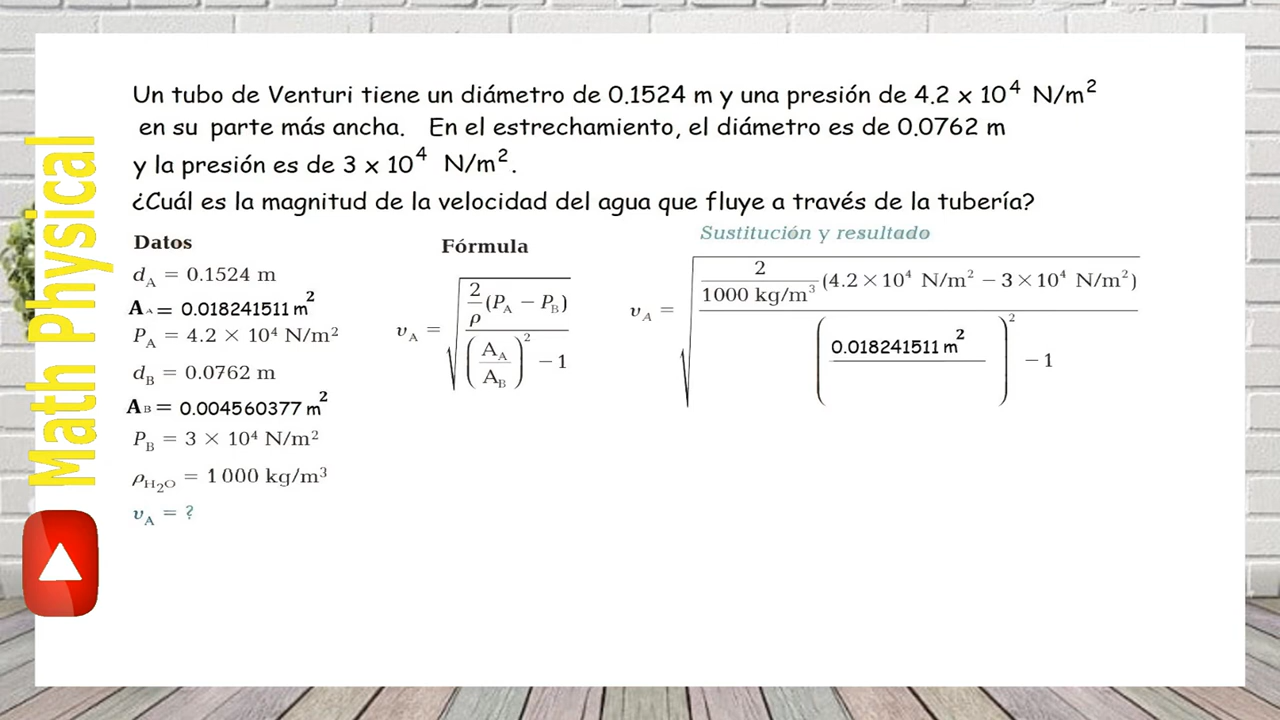 Un tubo de Venturi tiene un diámetro de 0.1524 m y una presión de 4.2 x 10⁴ N/m²
en su parte más ancha. En el estrechamiento, el diámetro es de 0.0762 m
y la presión es de 3 x 10⁴ N/m².
¿Cuál es la magnitud de la velocidad del agua que fluye a través de la tubería?
Datos
d_A = 0.1524 m
A_A = 0.018241511 m²
P_A = 4.2 × 10⁴ N/m²
d_B = 0.0762 m
A_B = 0.004560377 m²
P_B = 3 × 10⁴ N/m²
ρ_H₂O = 1 000 kg/m³
υ_A = ?
Fórmula
υ_A = √((2/ρ (P_A − P_B)) / ((A_A/A_B)² − 1))
Sustitución y resultado
υ_A = √((2/1000 kg/m³ (4.2×10⁴ N/m² − 3×10⁴ N/m²)) / ((0.018241511 m²/ )² − 1))
Math Physical